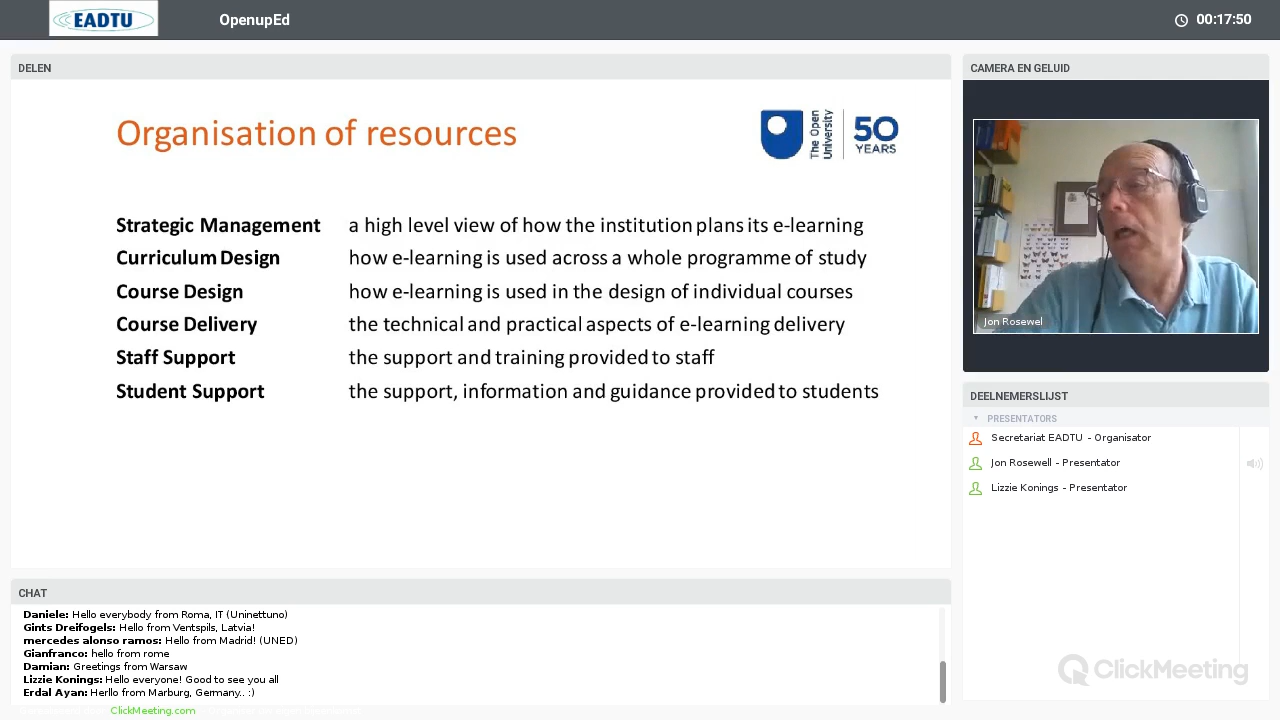 EADTU
OpenupEd
00:17:50
DELEN
Organisation of resources
The Open University
50 YEARS
Strategic Management a high level view of how the institution plans its e-learning
Curriculum Design how e-learning is used across a whole programme of study
Course Design how e-learning is used in the design of individual courses
Course Delivery the technical and practical aspects of e-learning delivery
Staff Support the support and training provided to staff
Student Support the support, information and guidance provided to students
CAMERA EN GELUID
Jon Rosewel
DEELNEMERSLIJST
PRESENTATORS
Secretariat EADTU - Organisator
Jon Rosewell - Presentator
Lizzie Konings - Presentator
ClickMeeting
CHAT
Daniele: Hello everybody from Roma, IT (Uninettuno)
Gints Dreifogels: Hello from Ventspils, Latvia!
mercedes alonso ramos: Hello from Madrid! (UNED)
Gianfranco: hello from rome
Damian: Greetings from Warsaw
Lizzie Konings: Hello everyone! Good to see you all
Erdal Ayan: Herllo from Marburg, Germany.. :)
ClickMeeting.com